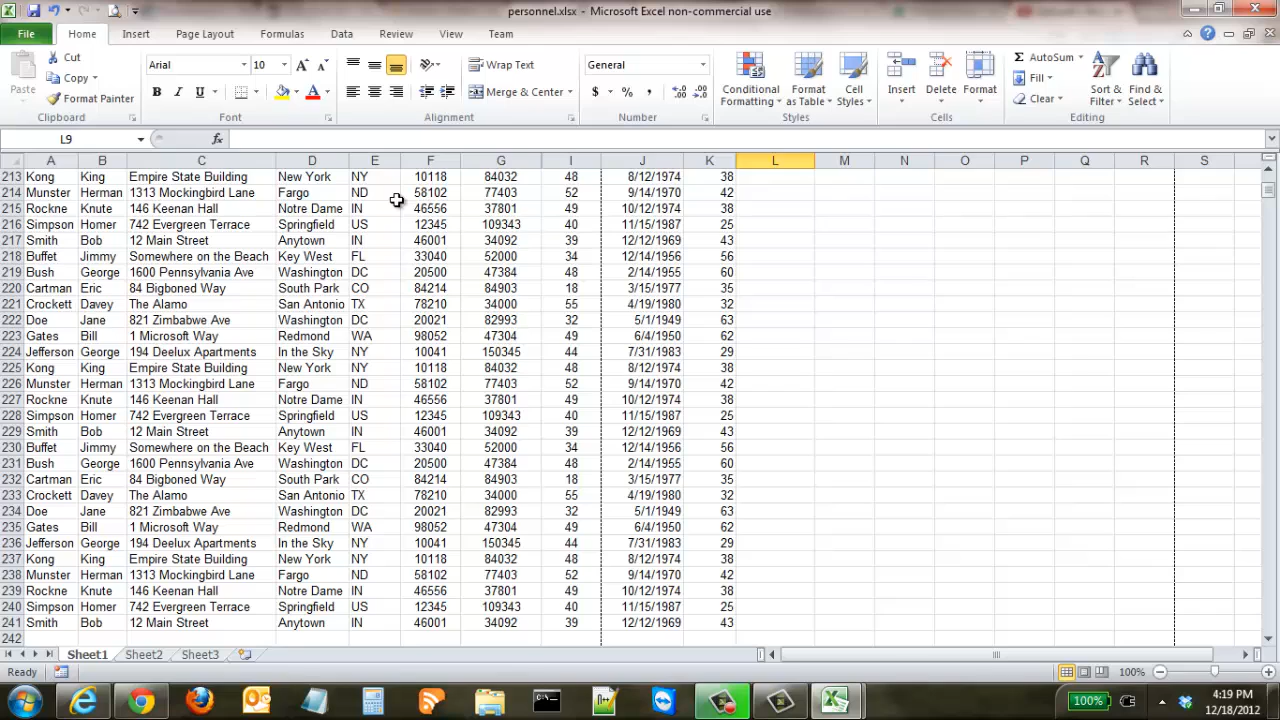 personnel.xlsx - Microsoft Excel non-commercial use
File Home Insert Page Layout Formulas Data Review View Team
Cut
Copy
Format Painter
Paste
Clipboard
Arial 10
B I U
Font
Wrap Text
Merge & Center
Alignment
General
$ % ,
Number
Conditional Formatting
Format as Table
Cell Styles
Styles
Insert Delete Format
Cells
AutoSum
Fill
Clear
Sort & Filter
Find & Select
Editing
L9 fx
A B C D E F G I J K L M N O P Q R S
213 Kong King Empire State Building New York NY 10118 84032 48 8/12/1974 38
214 Munster Herman 1313 Mockingbird Lane Fargo ND 58102 77403 52 9/14/1970 42
215 Rockne Knute 146 Keenan Hall Notre Dame IN 46556 37801 49 10/12/1974 38
216 Simpson Homer 742 Evergreen Terrace Springfield US 12345 109343 40 11/15/1987 25
217 Smith Bob 12 Main Street Anytown IN 46001 34092 39 12/12/1969 43
218 Buffet Jimmy Somewhere on the Beach Key West FL 33040 52000 34 12/14/1956 56
219 Bush George 1600 Pennsylvania Ave Washington DC 20500 47384 48 2/14/1955 60
220 Cartman Eric 84 Bigboned Way South Park CO 84214 84903 18 3/15/1977 35
221 Crockett Davey The Alamo San Antonio TX 78210 34000 55 4/19/1980 32
222 Doe Jane 821 Zimbabwe Ave Washington DC 20021 82993 32 5/1/1949 63
223 Gates Bill 1 Microsoft Way Redmond WA 98052 47304 49 6/4/1950 62
224 Jefferson George 194 Deelux Apartments In the Sky NY 10041 150345 44 7/31/1983 29
225 Kong King Empire State Building New York NY 10118 84032 48 8/12/1974 38
226 Munster Herman 1313 Mockingbird Lane Fargo ND 58102 77403 52 9/14/1970 42
227 Rockne Knute 146 Keenan Hall Notre Dame IN 46556 37801 49 10/12/1974 38
228 Simpson Homer 742 Evergreen Terrace Springfield US 12345 109343 40 11/15/1987 25
229 Smith Bob 12 Main Street Anytown IN 46001 34092 39 12/12/1969 43
230 Buffet Jimmy Somewhere on the Beach Key West FL 33040 52000 34 12/14/1956 56
231 Bush George 1600 Pennsylvania Ave Washington DC 20500 47384 48 2/14/1955 60
232 Cartman Eric 84 Bigboned Way South Park CO 84214 84903 18 3/15/1977 35
233 Crockett Davey The Alamo San Antonio TX 78210 34000 55 4/19/1980 32
234 Doe Jane 821 Zimbabwe Ave Washington DC 20021 82993 32 5/1/1949 63
235 Gates Bill 1 Microsoft Way Redmond WA 98052 47304 49 6/4/1950 62
236 Jefferson George 194 Deelux Apartments In the Sky NY 10041 150345 44 7/31/1983 29
237 Kong King Empire State Building New York NY 10118 84032 48 8/12/1974 38
238 Munster Herman 1313 Mockingbird Lane Fargo ND 58102 77403 52 9/14/1970 42
239 Rockne Knute 146 Keenan Hall Notre Dame IN 46556 37801 49 10/12/1974 38
240 Simpson Homer 742 Evergreen Terrace Springfield US 12345 109343 40 11/15/1987 25
241 Smith Bob 12 Main Street Anytown IN 46001 34092 39 12/12/1969 43
242
Sheet1 Sheet2 Sheet3
Ready 100%
100% 4:19 PM
12/18/2012